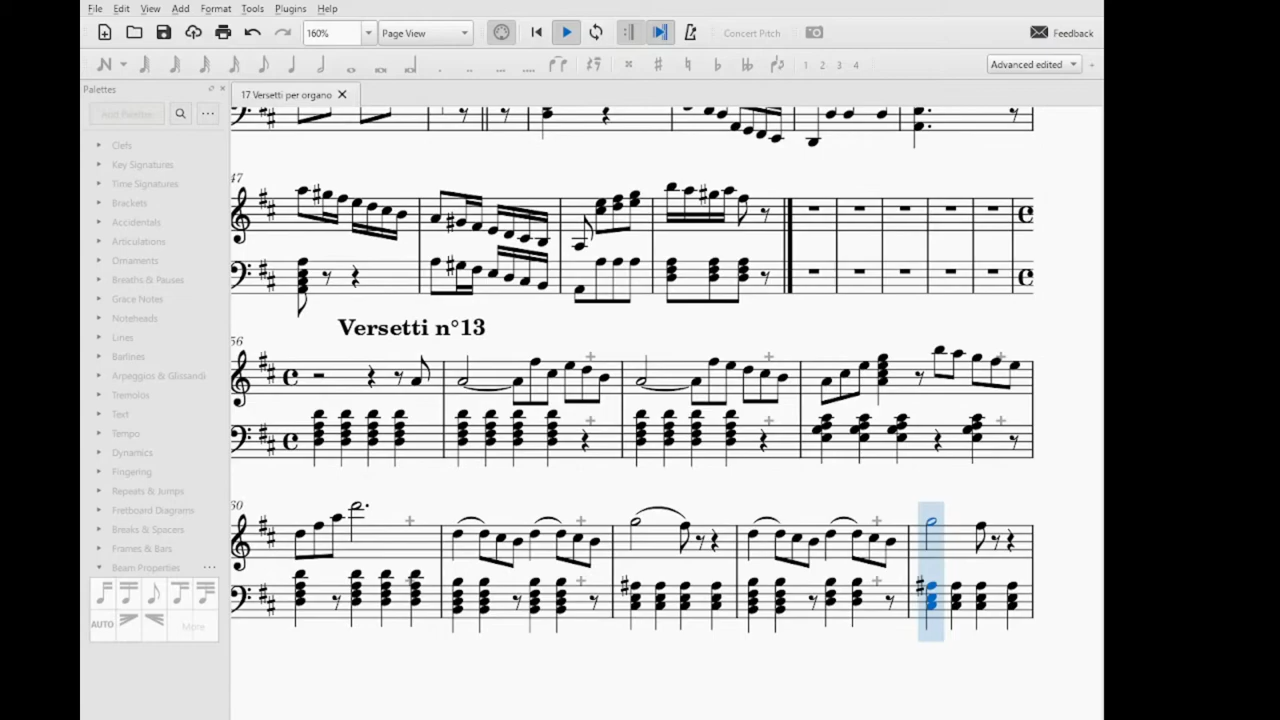 File Edit View Add Format Tools Plugins Help
160% Page View Concert Pitch Feedback
1 2 3 4 Advanced edited
Palettes
17 Versetti per organo
Add Palettes
Clefs
Key Signatures
Time Signatures
Brackets
Accidentals
Articulations
Ornaments
Breaths & Pauses
Grace Notes
Noteheads
Lines
Barlines
Arpeggios & Glissandi
Tremolos
Text
Tempo
Dynamics
Fingering
Repeats & Jumps
Fretboard Diagrams
Breaks & Spacers
Frames & Bars
Beam Properties
AUTO
More
47
Versetti n°13
56
60